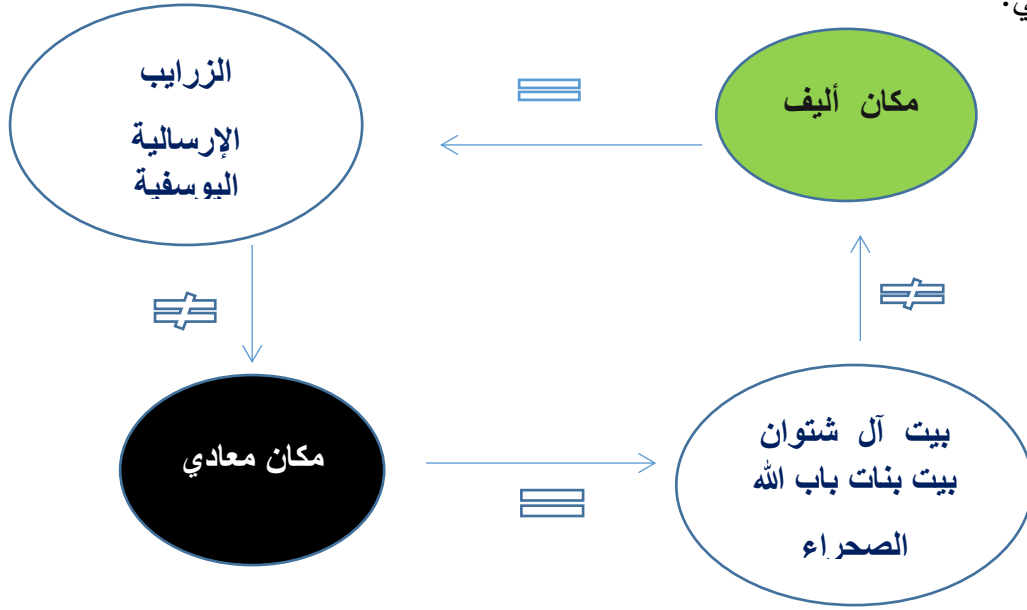 ي:
مكان أليف
الزرايب
الإرسالية
اليوسفية
مكان معادي
بيت آل شتوان
بيت بنات باب الله
الصحراء